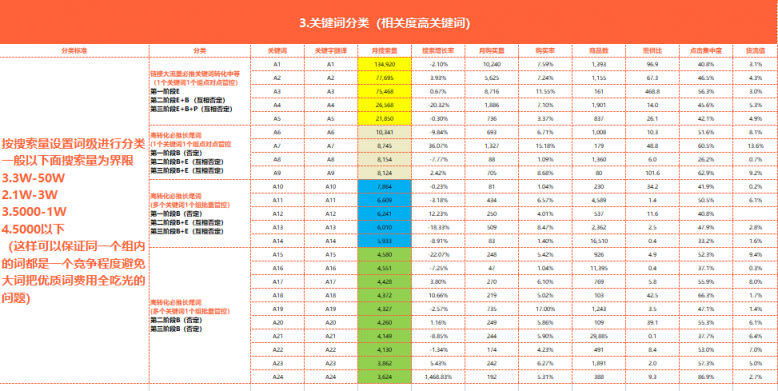 3.关键词分类（相关度高关键词）
分类标准 分类 关键词 关键字翻译 月搜索量 搜索增长率 月购买量 购买率 商品数 需供比 点击集中度 货流值
按搜索量设置词级进行分类
一般以下面搜索量为界限
3.3W-50W
2.1W-3W
3.5000-1W
4.5000以下
（这样可以保证同一个组内
的词都是一个竞争程度避免
大词把优质词费用全吃光的
问题)
链接大流量必推关键词转化中等
（1个关键词1个组点对点管控）
第一阶段E
第二阶段E+B（互相否定）
第三阶段E+B+P（互相否定）
A1 A1 134,920 -2.10% 10,240 7.59% 1,393 96.9 40.8% 3.1%
A2 A2 77,695 3.93% 5,625 7.24% 1,155 67.3 46.5% 4.3%
A3 A3 75,468 0.67% 8,716 11.55% 161 468.8 56.3% 3.0%
A4 A4 26,568 -20.32% 1,886 7.10% 1,901 14.0 45.6% 5.3%
A5 A5 21,850 -0.30% 736 3.37% 837 26.1 42.1% 4.9%
高转化必推长尾词
(1个关键词1个组点对点管控)
第一阶段B（否定）
第二阶段B+E（互相否定）
第三阶段B+E（互相否定）
A6 A6 10,341 -9.84% 693 6.71% 1,008 10.3 51.6% 8.1%
A7 A7 8,745 36.07% 1,327 15.18% 179 48.8 60.5% 13.6%
A8 A8 8,154 -7.77% 88 1.09% 1,360 6.0 26.2% 0.7%
A9 A9 8,124 2.42% 705 8.68% 80 101.6 62.9% 9.2%
高转化必推长尾词
(多个关键词1个组批量管控)
第一阶段B（否定）
第二阶段B+E（互相否定）
第三阶段B+E（互相否定）
A10 A10 7,864 -0.23% 81 1.04% 230 34.2 41.9% 0.2%
A11 A11 6,609 -3.18% 434 6.57% 4,589 1.4 50.5% 6.1%
A12 A12 6,241 12.23% 250 4.01% 537 11.6 40.8%
A13 A13 6,010 -18.33% 509 8.47% 2,362 2.5 47.9% 2.8%
A14 A14 5,933 -8.91% 83 1.40% 16,510 0.4 33.2% 1.6%
高转化必推长尾词
(多个关键词1个组批量管控)
第二阶段B（否定）
第三阶段B（否定）
A15 A15 4,580 -22.07% 248 5.42% 926 4.9 52.3% 9.4%
A16 A16 4,551 -7.25% 47 1.04% 11,395 0.4 37.1% 0.3%
A17 A17 4,428 3.80% 270 6.10% 769 5.8 55.9% 8.0%
A18 A18 4,372 10.66% 219 5.02% 103 42.5 66.3% 1.7%
A19 A19 4,327 -2.57% 735 17.00% 1,243 3.5 47.1% 1.4%
A20 A20 4,260 1.16% 249 5.86% 109 39.1 55.3% 6.1%
A21 A21 4,149 -8.85% 244 5.90% 29,885 0.1 37.7% 6.4%
A22 A22 4,130 -1.34% 174 4.23% 491 8.4 53.0% 7.0%
A23 A23 3,862 5.43% 242 6.27% 1,891 2.0 57.3% 5.0%
A24 A24 3,624 1,468.83% 192 5.31% 388 9.3 86.9% 2.7%